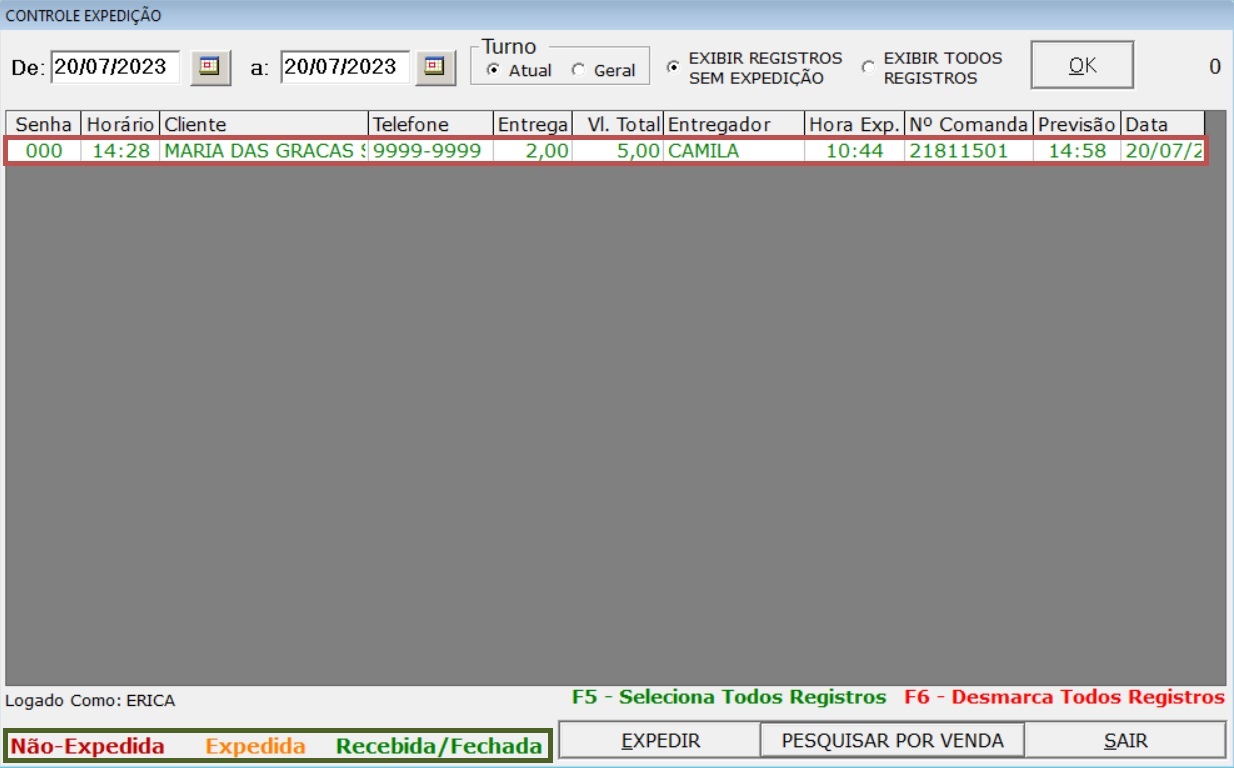 CONTROLE EXPEDIÇÃO
De: 20/07/2023 a: 20/07/2023 Turno Atual Geral EXIBIR REGISTROS SEM EXPEDIÇÃO EXIBIR TODOS REGISTROS OK 0
Senha Horário Cliente Telefone Entrega Vl. Total Entregador Hora Exp. Nº Comanda Previsão Data
000 14:28 MARIA DAS GRACAS S 9999-9999 2,00 5,00 CAMILA 10:44 21811501 14:58 20/07/2
Logado Como: ERICA
F5 - Seleciona Todos Registros F6 - Desmarca Todos Registros
Não-Expedida Expedida Recebida/Fechada EXPEDIR PESQUISAR POR VENDA SAIR